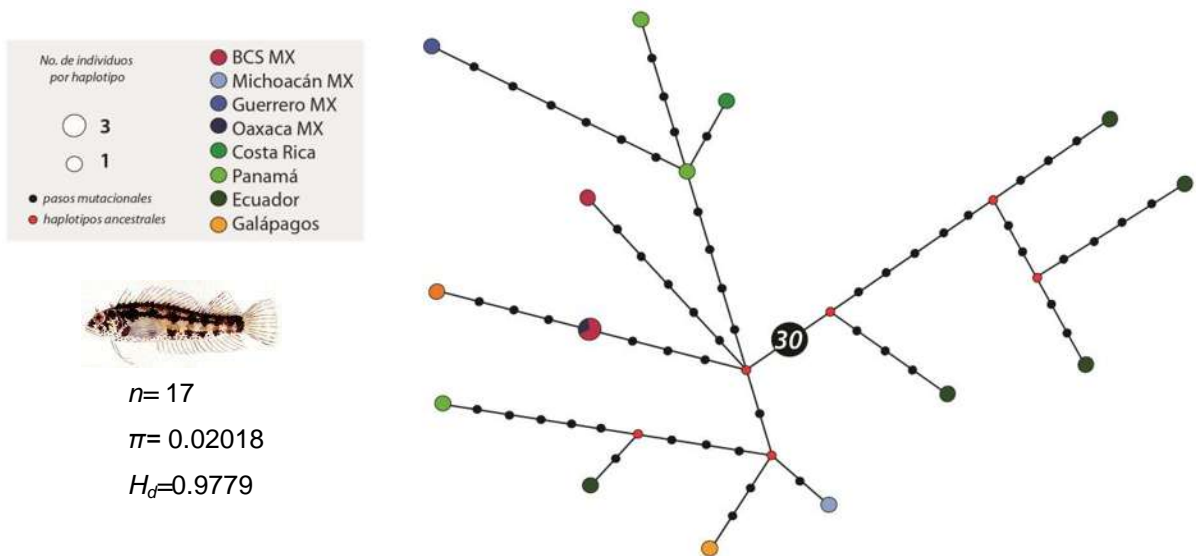 No. de individuos
por haplotipo
3
1
pasos mutacionales
haplotipos ancestrales
BCS MX
Michoacán MX
Guerrero MX
Oaxaca MX
Costa Rica
Panamá
Ecuador
Galápagos
30
n= 17
π= 0.02018
Hd=0.9779